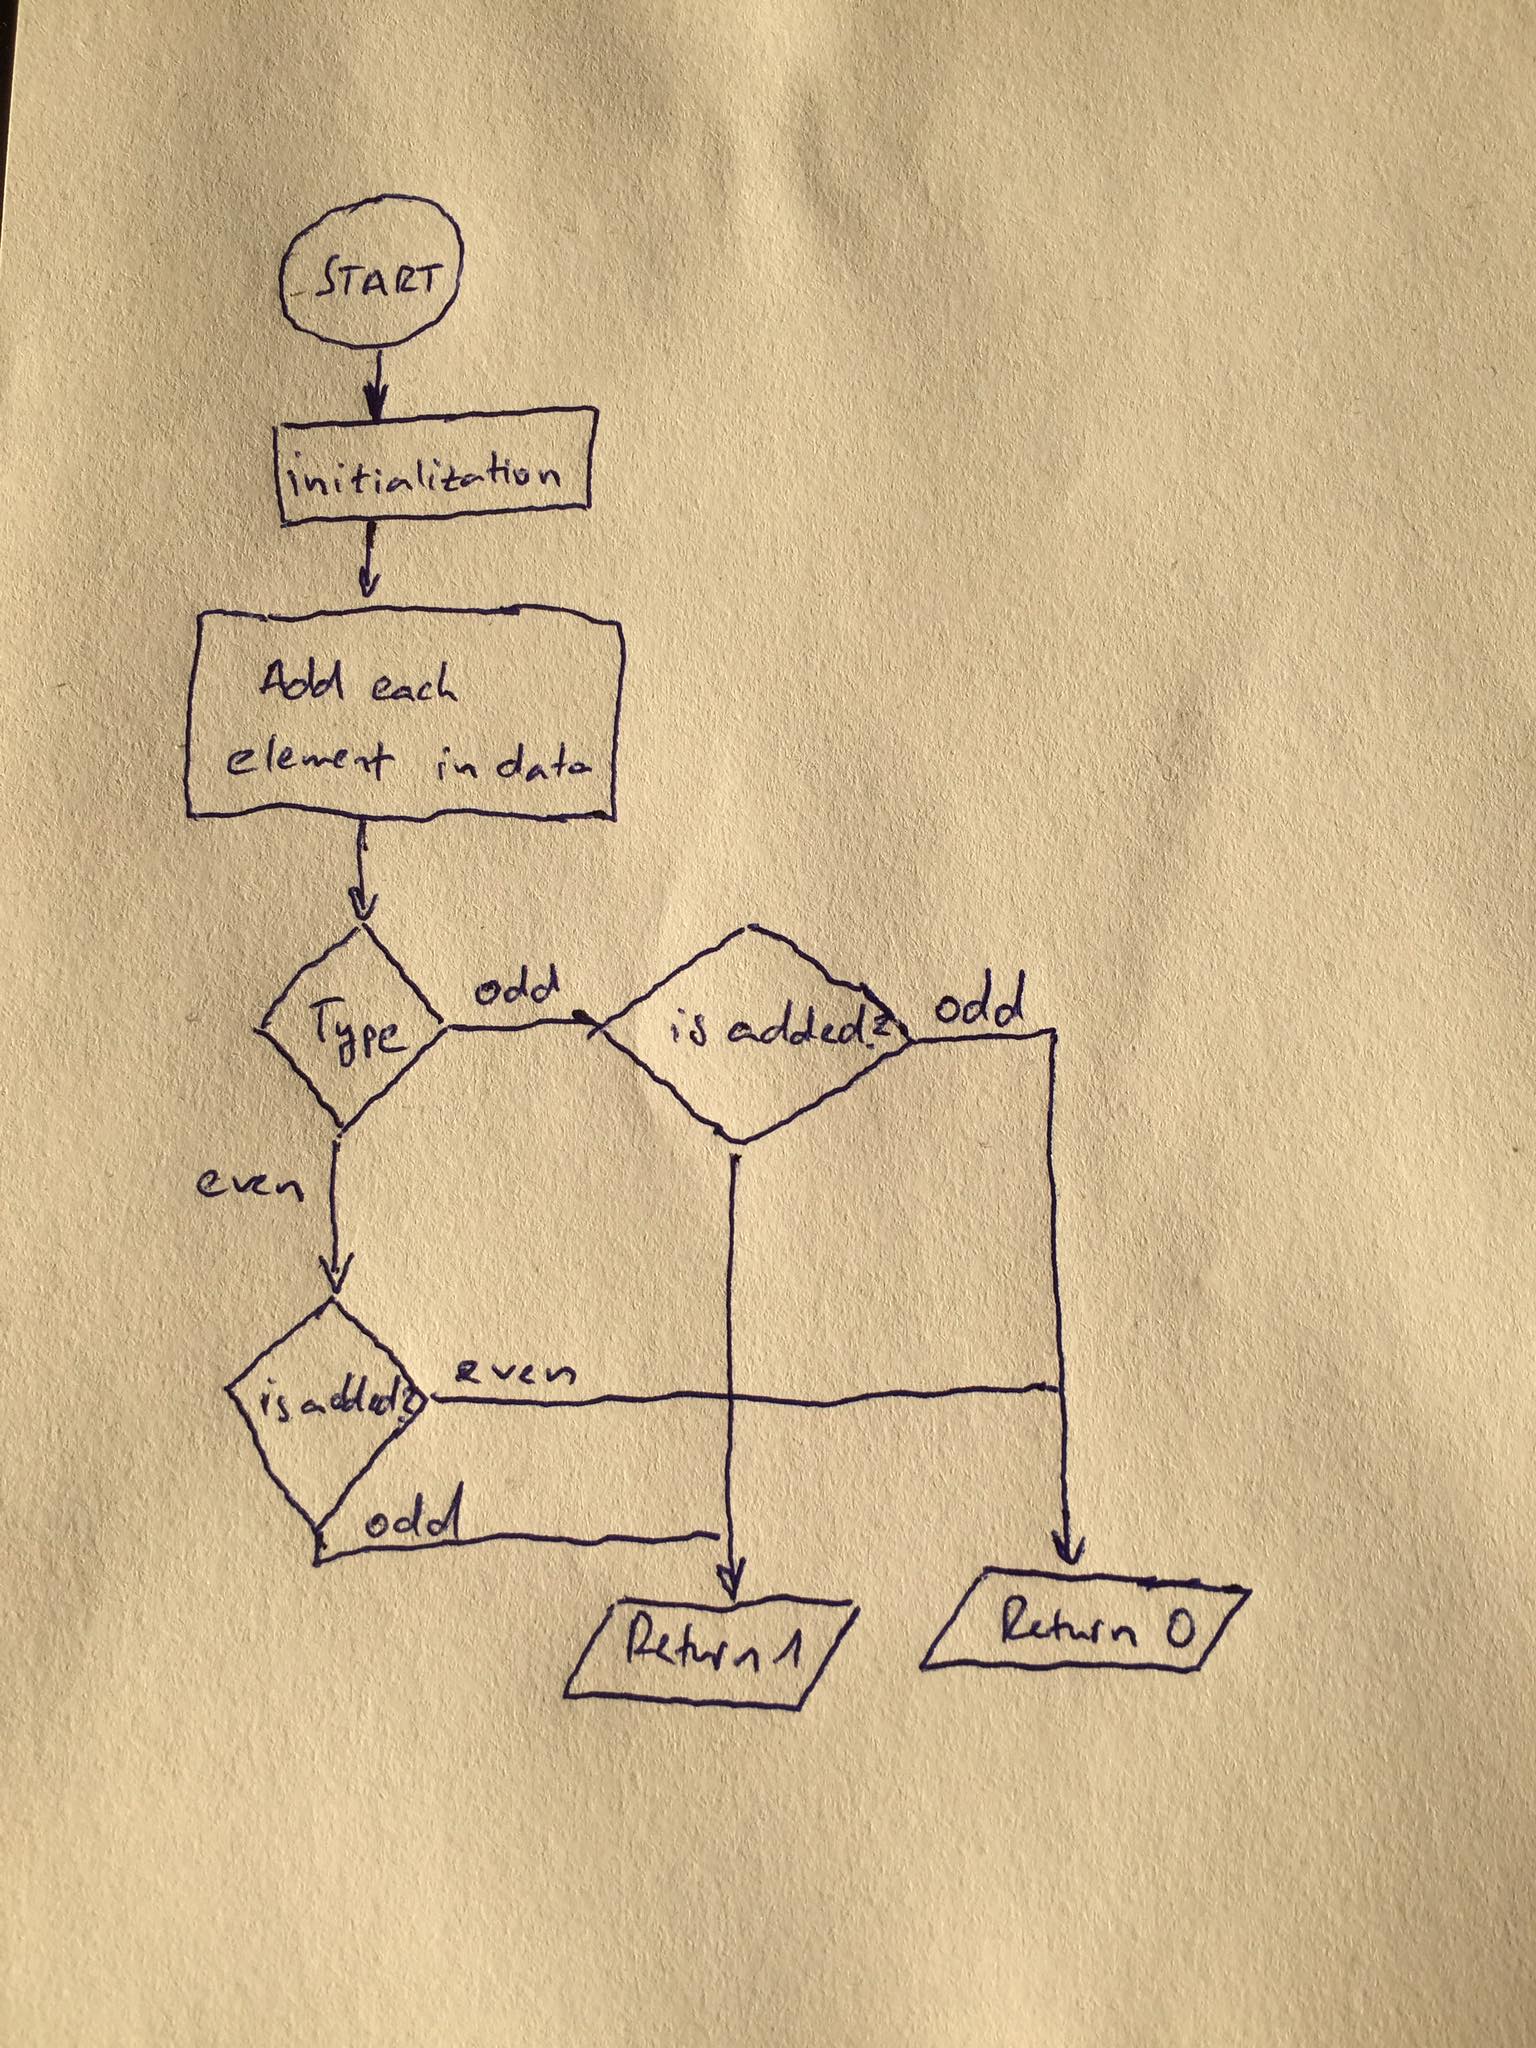 START
initialization
Add each
element in data
Type
odd
is added?
odd
even
is added?
even
odd
Return 1
Return 0